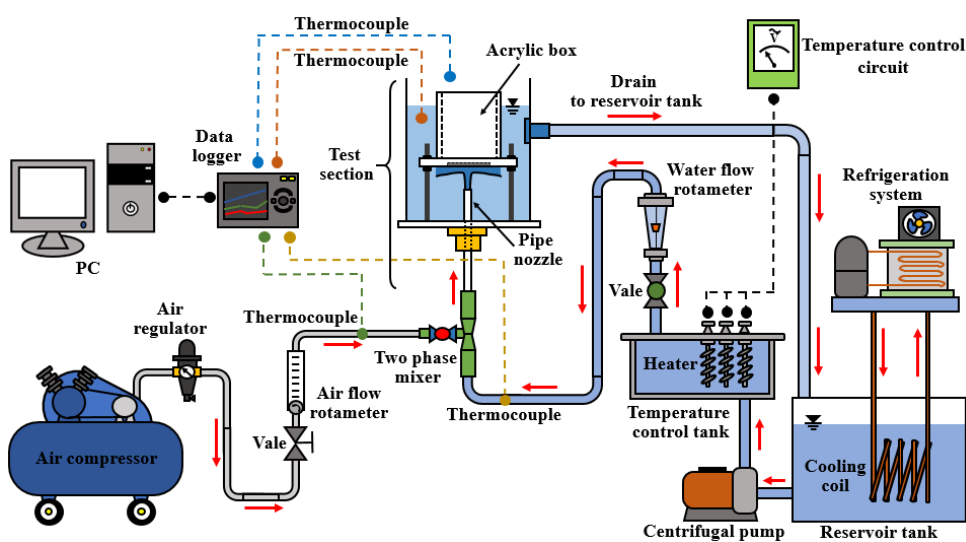 Thermocouple
Thermocouple
Acrylic box
Drain
to reservoir tank
Temperature control
circuit
Data
logger
Test
section
Water flow
rotameter
Refrigeration
system
PC
Pipe
nozzle
Vale
Air
regulator
Thermocouple
Two phase
mixer
Heater
Air flow
rotameter
Thermocouple
Temperature
control tank
Vale
Air compressor
Cooling
coil
Centrifugal pump
Reservoir tank